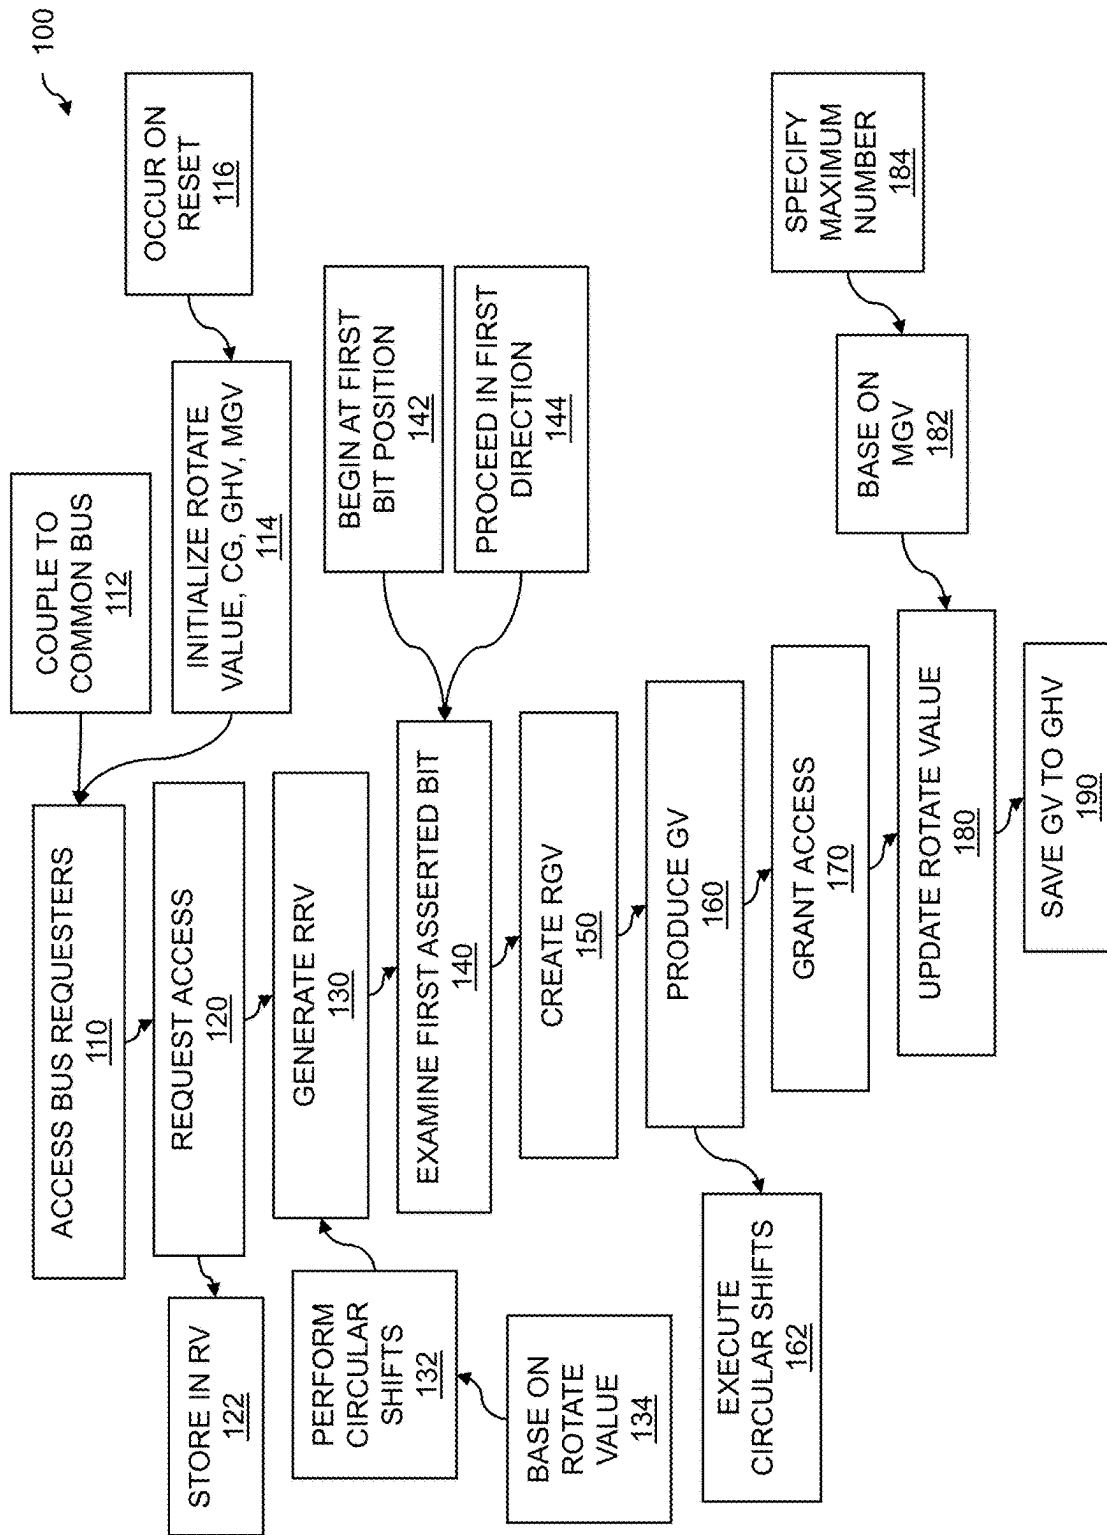 100
ACCESS BUS REQUESTERS
110
COUPLE TO
COMMON BUS
112
INITIALIZE ROTATE
VALUE, CG, GHV, MGV
114
OCCUR ON
RESET
116
REQUEST ACCESS
120
STORE IN RV
122
GENERATE RRV
130
PERFORM
CIRCULAR
SHIFTS
132
BASE ON
ROTATE
VALUE
134
EXAMINE FIRST ASSERTED BIT
140
BEGIN AT FIRST
BIT POSITION
142
PROCEED IN FIRST
DIRECTION
144
CREATE RGV
150
PRODUCE GV
160
EXECUTE
CIRCULAR SHIFTS
162
GRANT ACCESS
170
UPDATE ROTATE VALUE
180
BASE ON
MGV
182
SPECIFY
MAXIMUM
NUMBER
184
SAVE GV TO GHV
190